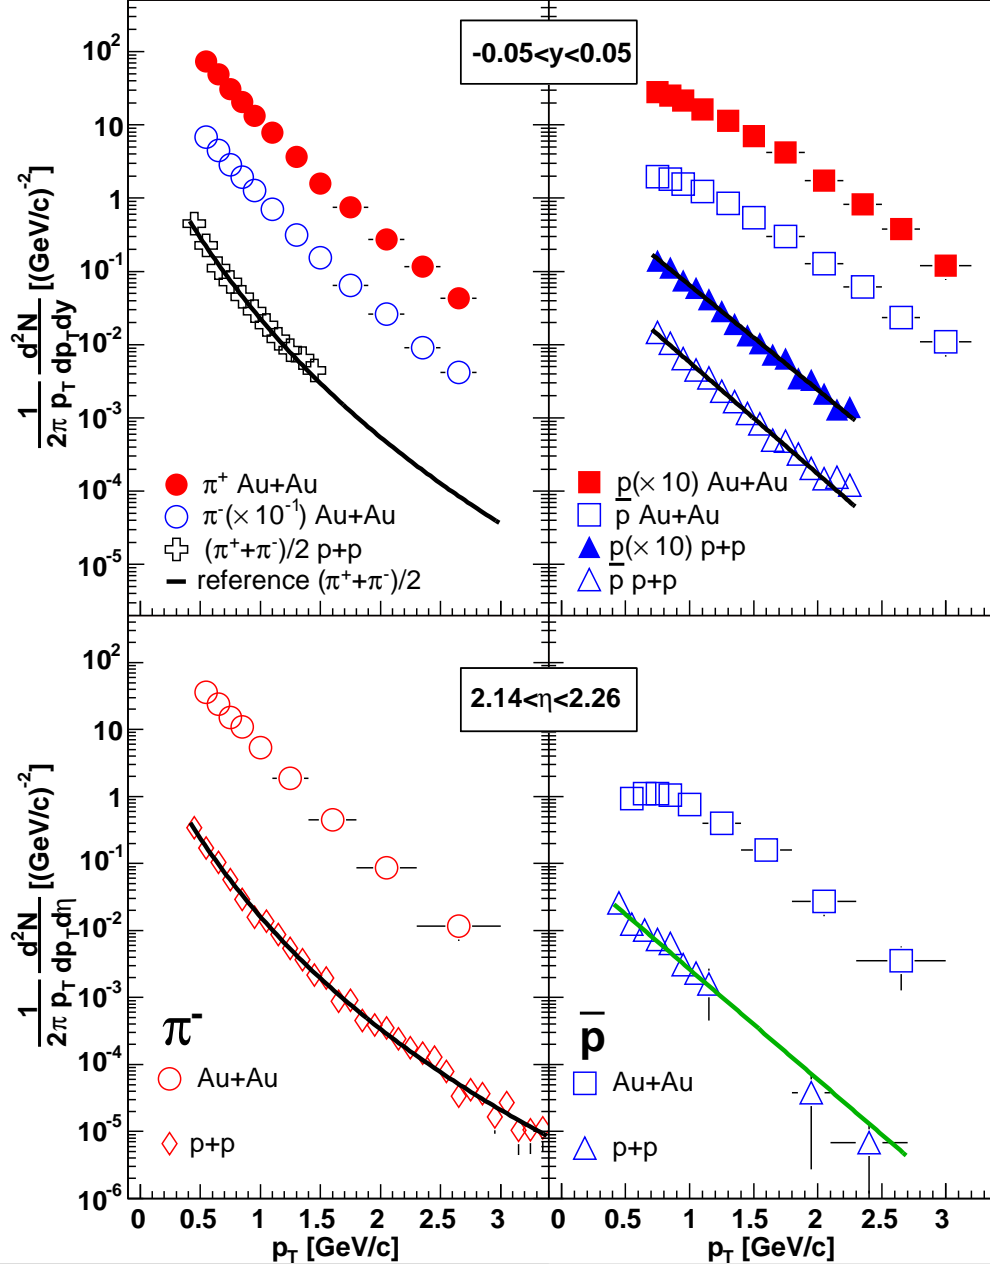 -0.05<y<0.05
10²
10
1
10⁻¹
10⁻²
10⁻³
10⁻⁴
10⁻⁵
1/2π d²N/p_T dp_T dy [(GeV/c)⁻²]
π⁺ Au+Au
π⁻(× 10⁻¹) Au+Au
(π⁺+π⁻)/2 p+p
reference (π⁺+π⁻)/2
p(× 10) Au+Au
p̅ Au+Au
p(× 10) p+p
p̅ p+p
2.14<η<2.26
10²
10
1
10⁻¹
10⁻²
10⁻³
10⁻⁴
10⁻⁵
10⁻⁶
1/2π d²N/p_T dp_T dη [(GeV/c)⁻²]
π⁻
Au+Au
p+p
p̅
Au+Au
p+p
0 0.5 1 1.5 2 2.5 3 0.5 1 1.5 2 2.5 3
p_T [GeV/c] p_T [GeV/c]